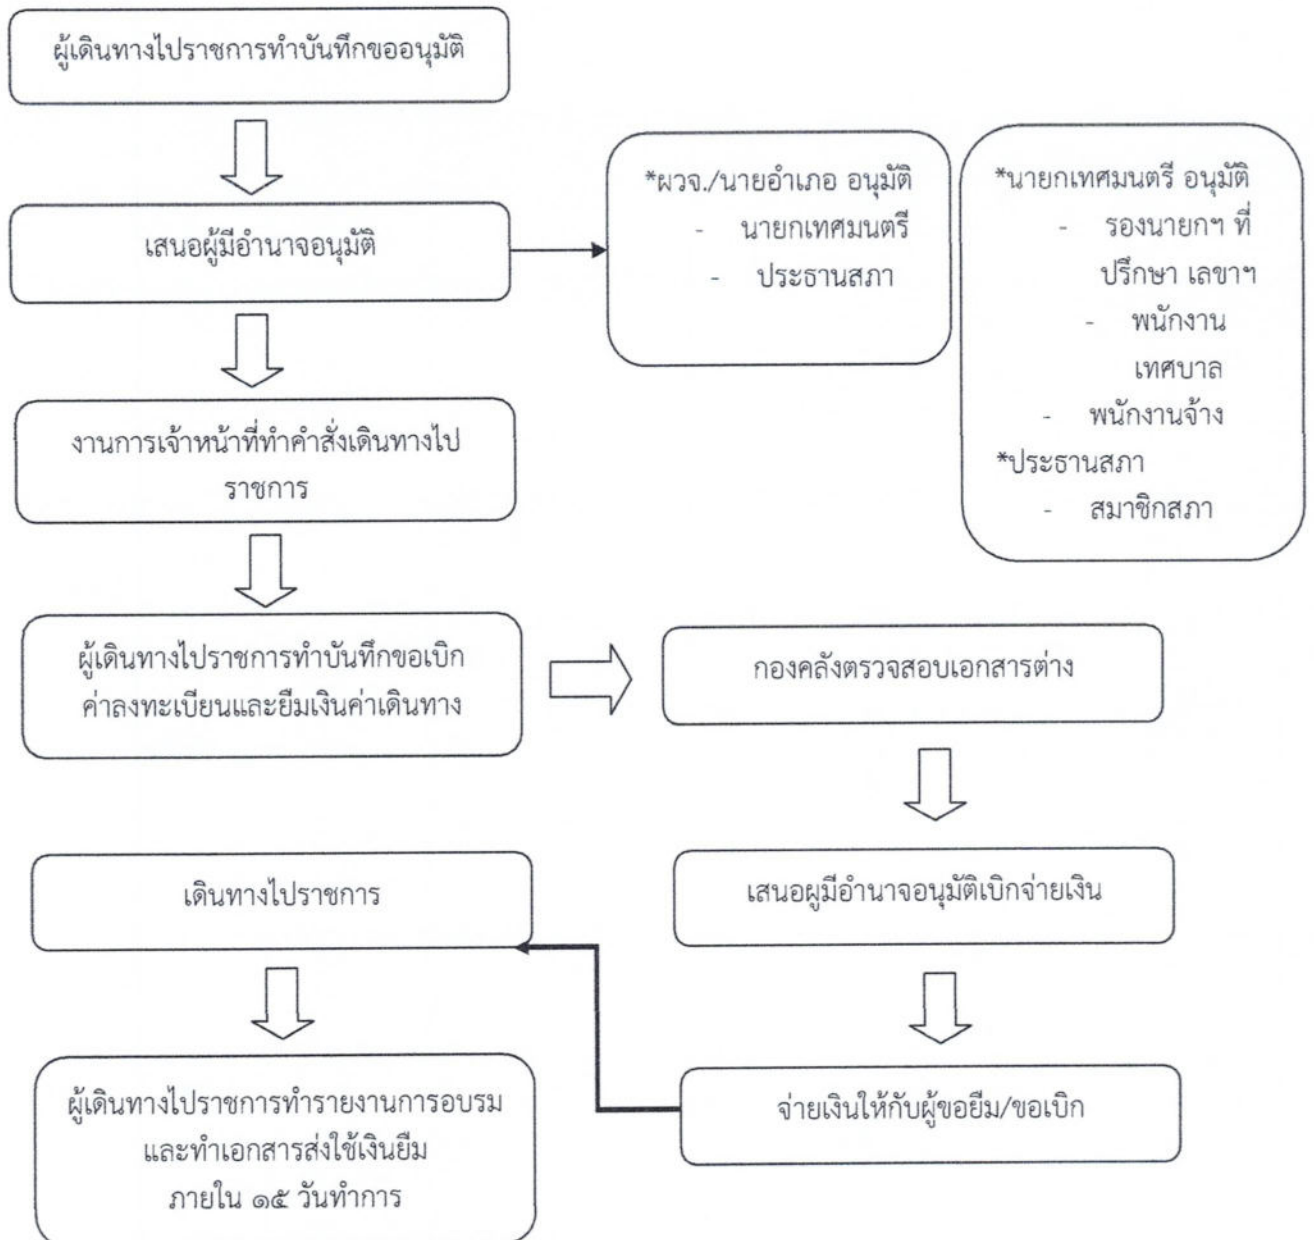 ผู้เดินทางไปราชการทำบันทึกขออนุมัติ
เสนอผู้มีอำนาจอนุมัติ
*ผวจ./นายอำเภอ อนุมัติ
- นายกเทศมนตรี
- ประธานสภา
*นายกเทศมนตรี อนุมัติ
- รองนายกฯ ที่
ปรึกษา เลขาฯ
- พนักงาน
เทศบาล
- พนักงานจ้าง
*ประธานสภา
- สมาชิกสภา
งานการเจ้าหน้าที่ทำคำสั่งเดินทางไป
ราชการ
ผู้เดินทางไปราชการทำบันทึกขอเบิก
ค่าลงทะเบียนและยืมเงินค่าเดินทาง
กองคลังตรวจสอบเอกสารต่าง
เสนอผูมีอำนาจอนุมัติเบิกจ่ายเงิน
จ่ายเงินให้กับผู้ขอยืม/ขอเบิก
เดินทางไปราชการ
ผู้เดินทางไปราชการทำรายงานการอบรม
และทำเอกสารส่งใช้เงินยืม
ภายใน ๑๕ วันทำการ